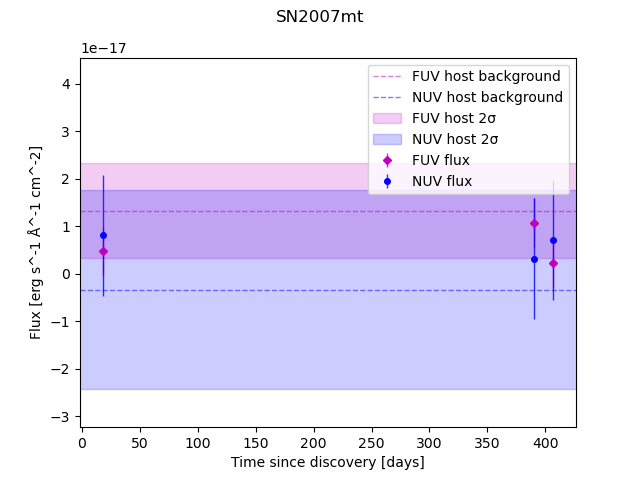 SN2007mt
1e−17
FUV host background
NUV host background
FUV host 2σ
NUV host 2σ
FUV flux
NUV flux
4
3
2
1
0
−1
−2
−3
Flux [erg s^-1 Å^-1 cm^-2]
0 50 100 150 200 250 300 350 400
Time since discovery [days]